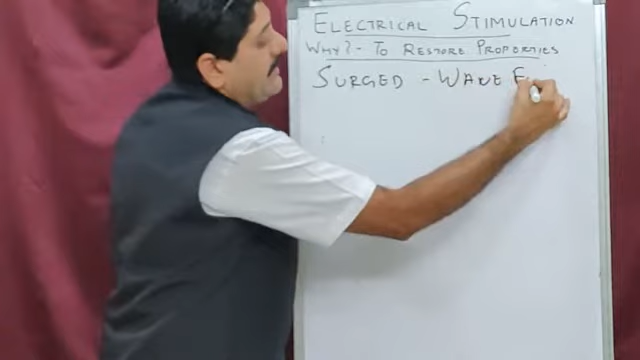 ELECTRICAL STIMULATION
WHY? - TO RESTORE PROPERTIES
SURGED - WAVE